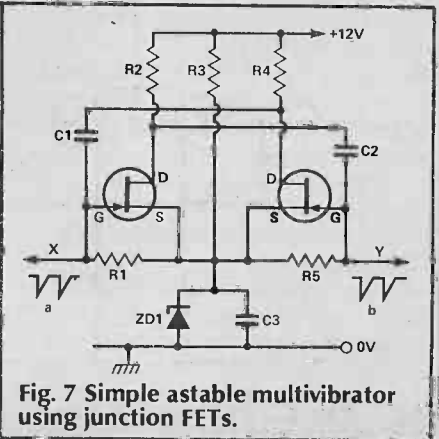 +12V
R2 R3 R4
C1
C2
D D
G S S G
X Y
R1 R5
a b
ZD1 C3
0V
Fig. 7 Simple astable multivibrator
using junction FETs.